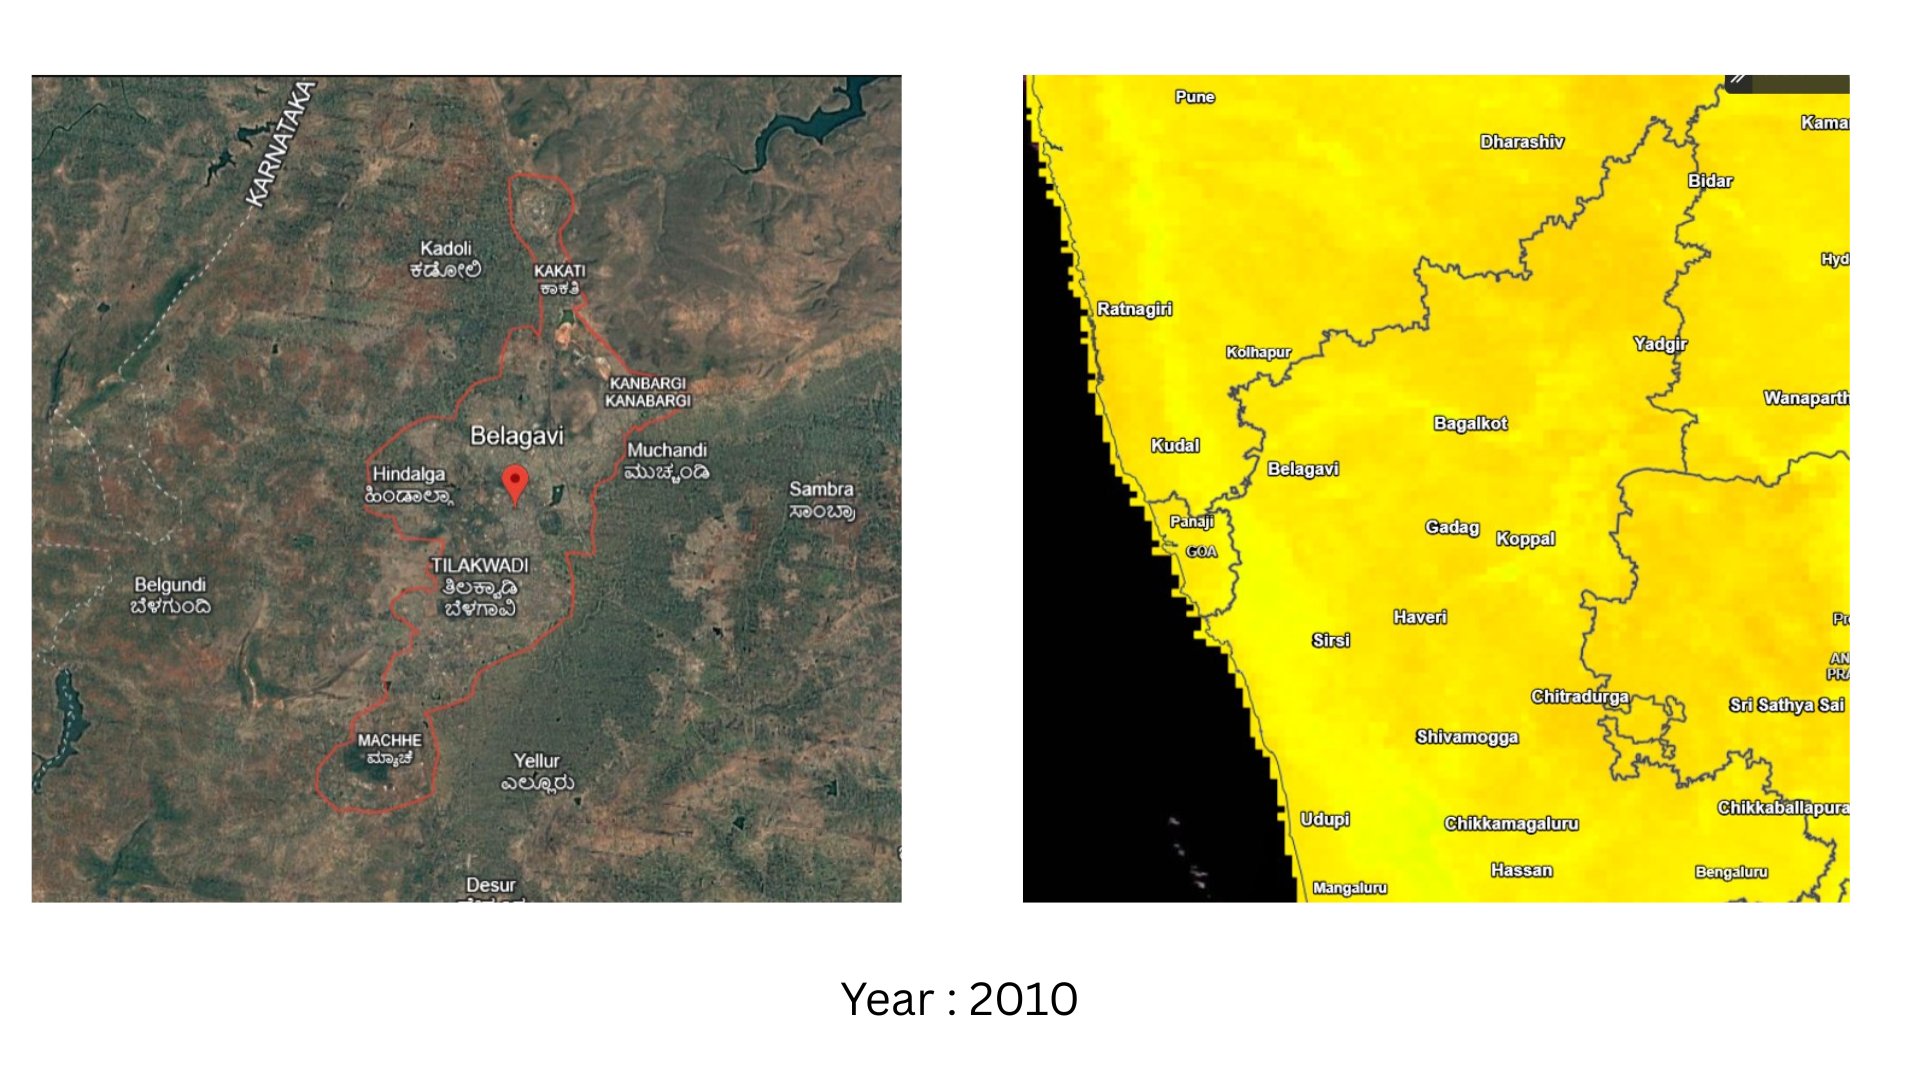 KARNATAKA
Kadoli
ಕಡೋಲಿ
KAKATI
ಕಾಕತಿ
KANBARGI
KANABARGI
Belagavi
Muchandi
ಮುಚ್ಚಂಡಿ
Hindalga
ಹಿಂಡಾಲ್ಗಾ
Sambra
ಸಾಂಬ್ರಾ
TILAKWADI
ತಿಲಕ್ವಾಡಿ
ಬೆಳಗಾವಿ
Belgundi
ಬೆಳಗುಂದಿ
MACHHE
ಮ್ಯಾಚೆ
Yellur
ಎಲ್ಲೂರು
Desur
Pune
Dharashiv
Kamar
Bidar
Hyd
Ratnagiri
Kolhapur
Yadgir
Wanaparth
Bagalkot
Kudal
Belagavi
Panaji
GOA
Gadag
Koppal
Haveri
Sirsi
Pro
AN
PRA
Chitradurga
Sri Sathya Sai
Shivamogga
Chikkaballapura
Udupi
Chikkamagaluru
Hassan
Bengaluru
Mangaluru
Year : 2010